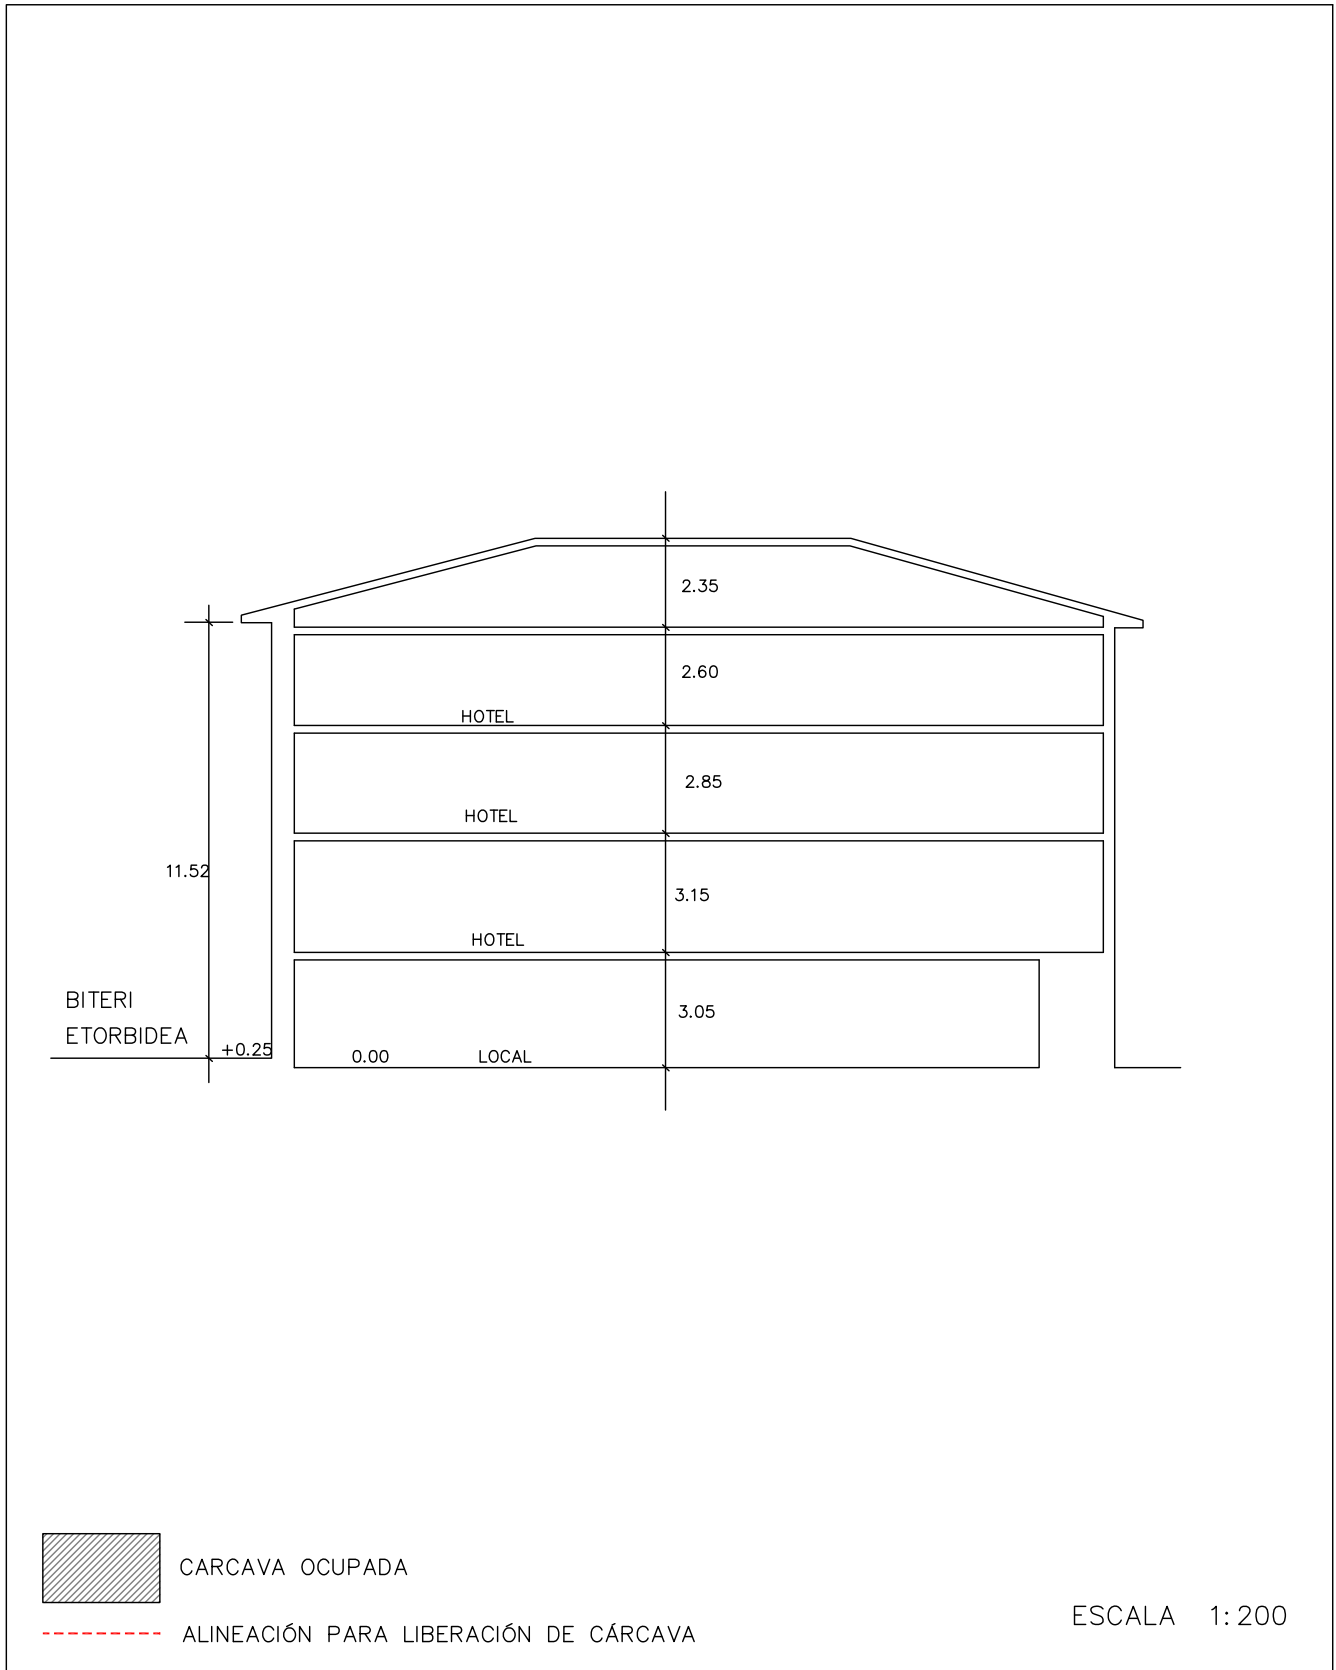 2.35
2.60
HOTEL
2.85
HOTEL
11.52
3.15
HOTEL
BITERI
ETORBIDEA
3.05
+0.25
0.00 LOCAL
CARCAVA OCUPADA
ESCALA 1:200
ALINEACIÓN PARA LIBERACIÓN DE CÁRCAVA